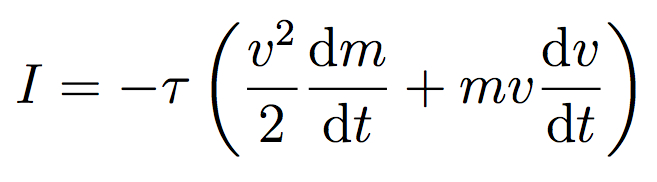 I = −τ ( v²/2 dm/dt + mv dv/dt )